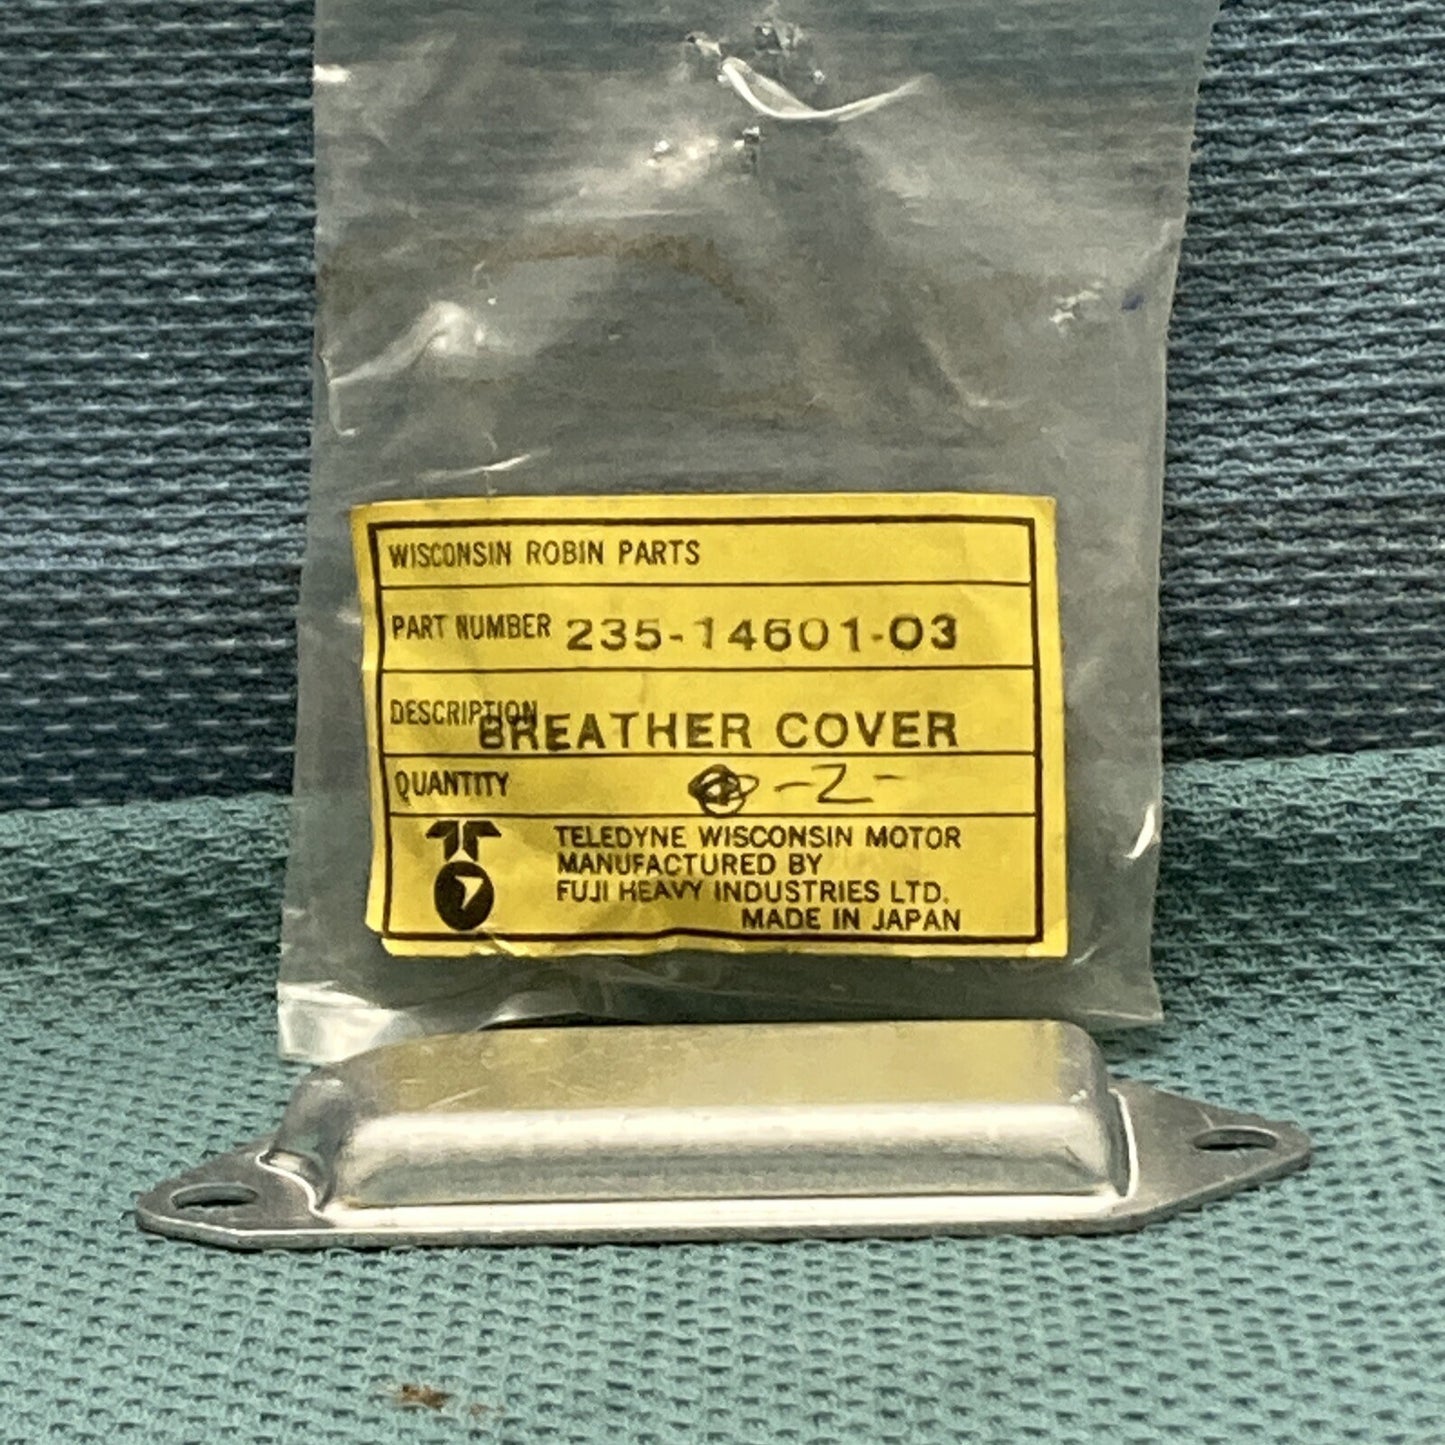 WISCONSIN ROBIN PARTS
PART NUMBER 235-14601-03
DESCRIPTION BREATHER COVER
QUANTITY -2-
TELEDYNE WISCONSIN MOTOR
MANUFACTURED BY
FUJI HEAVY INDUSTRIES LTD.
MADE IN JAPAN